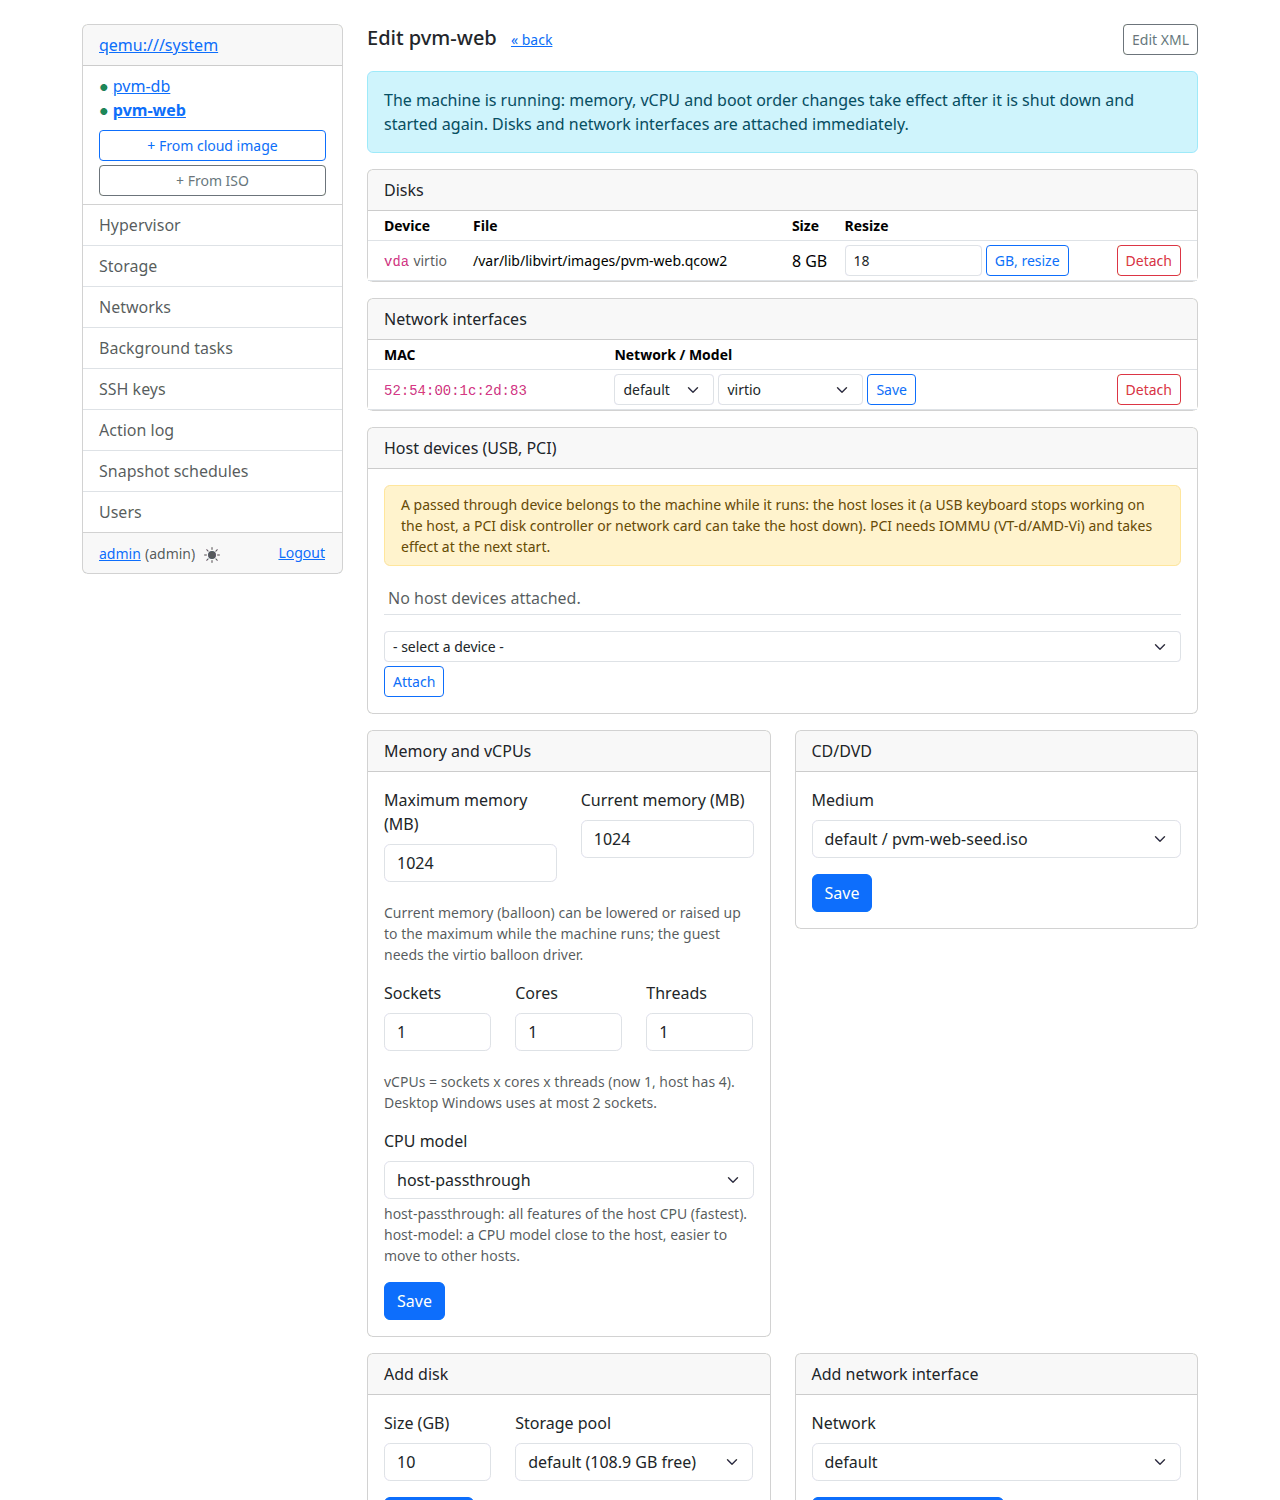 qemu:///system
pvm-db
pvm-web
+ From cloud image
+ From ISO
Hypervisor
Storage
Networks
Background tasks
SSH keys
Action log
Snapshot schedules
Users
admin (admin) Logout
Edit pvm-web « back Edit XML
The machine is running: memory, vCPU and boot order changes take effect after it is shut down and
started again. Disks and network interfaces are attached immediately.
Disks
Device File Size Resize
vda virtio /var/lib/libvirt/images/pvm-web.qcow2 8 GB 18 GB, resize Detach
Network interfaces
MAC Network / Model
52:54:00:1c:2d:83 default virtio Save Detach
Host devices (USB, PCI)
A passed through device belongs to the machine while it runs: the host loses it (a USB keyboard stops working on
the host, a PCI disk controller or network card can take the host down). PCI needs IOMMU (VT-d/AMD-Vi) and takes
effect at the next start.
No host devices attached.
- select a device -
Attach
Memory and vCPUs
Maximum memory
(MB)
Current memory (MB)
1024
1024
Current memory (balloon) can be lowered or raised up
to the maximum while the machine runs; the guest
needs the virtio balloon driver.
Sockets Cores Threads
1 1 1
vCPUs = sockets x cores x threads (now 1, host has 4).
Desktop Windows uses at most 2 sockets.
CPU model
host-passthrough
host-passthrough: all features of the host CPU (fastest).
host-model: a CPU model close to the host, easier to
move to other hosts.
Save
CD/DVD
Medium
default / pvm-web-seed.iso
Save
Add disk
Size (GB) Storage pool
10 default (108.9 GB free)
Add network interface
Network
default